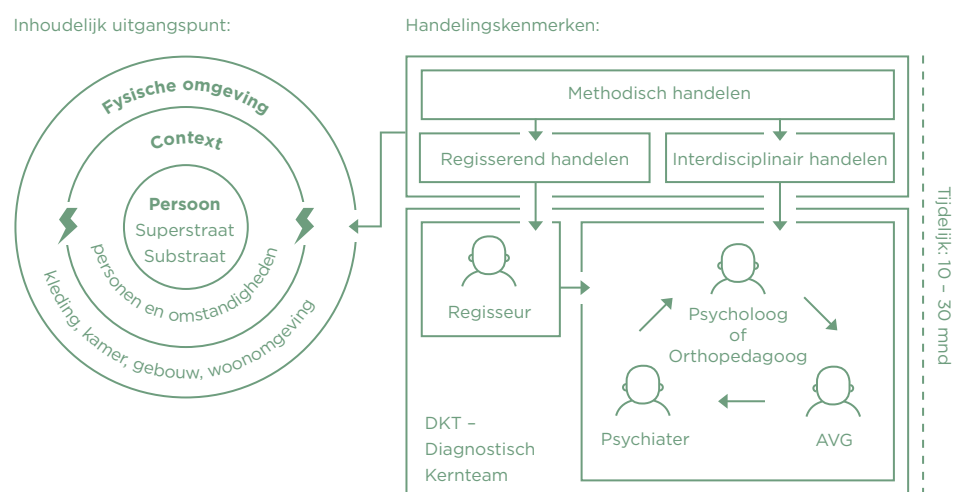 Inhoudelijk uitgangspunt:
Fysische omgeving
Context
Persoon
Superstraat
Substraat
personen en omstandigheden
kleding, kamer, gebouw, woonomgeving
Handelingskenmerken:
Methodisch handelen
Regisserend handelen
Interdisciplinair handelen
Regisseur
Psycholoog
of
Orthopedagoog
Psychiater
AVG
DKT –
Diagnostisch
Kernteam
Tijdelijk: 10 – 30 mnd